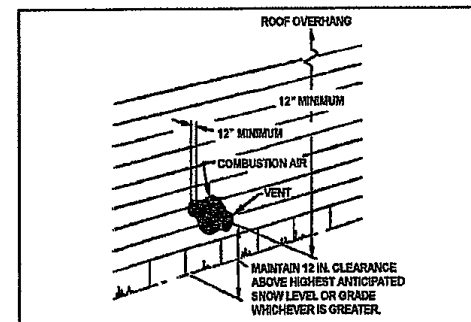 ROOF OVERHANG
12" MINIMUM
12" MINIMUM
COMBUSTION AIR
VENT
MAINTAIN 12 IN. CLEARANCE
ABOVE HIGHEST ANTICIPATED
SNOW LEVEL OR GRADE
WHICHEVER IS GREATER.